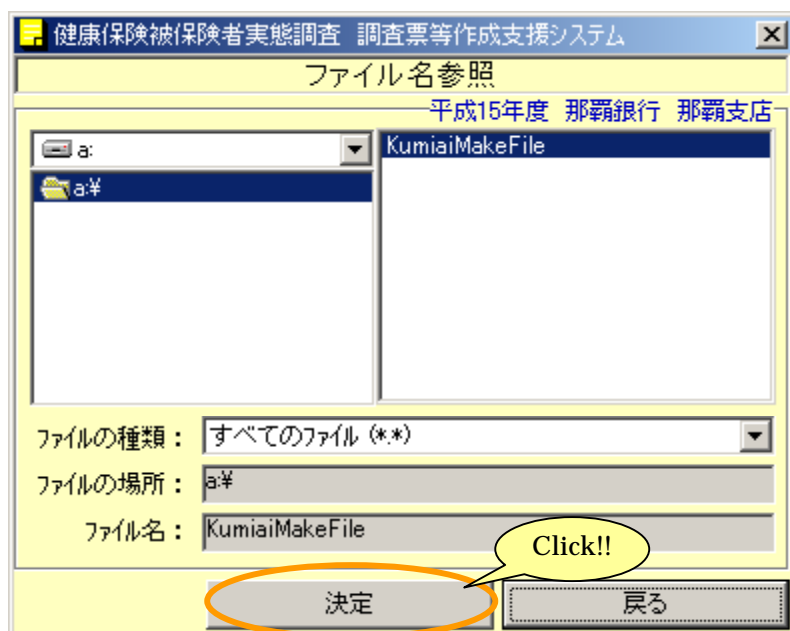 健康保険被保険者実態調査 調査票等作成支援システム
ファイル名参照
平成15年度 那覇銀行 那覇支店
a:
KumiaiMakeFile
a:¥
ファイルの種類： すべてのファイル (*.*)
ファイルの場所： a:¥
ファイル名： KumiaiMakeFile
Click!!
決定 戻る